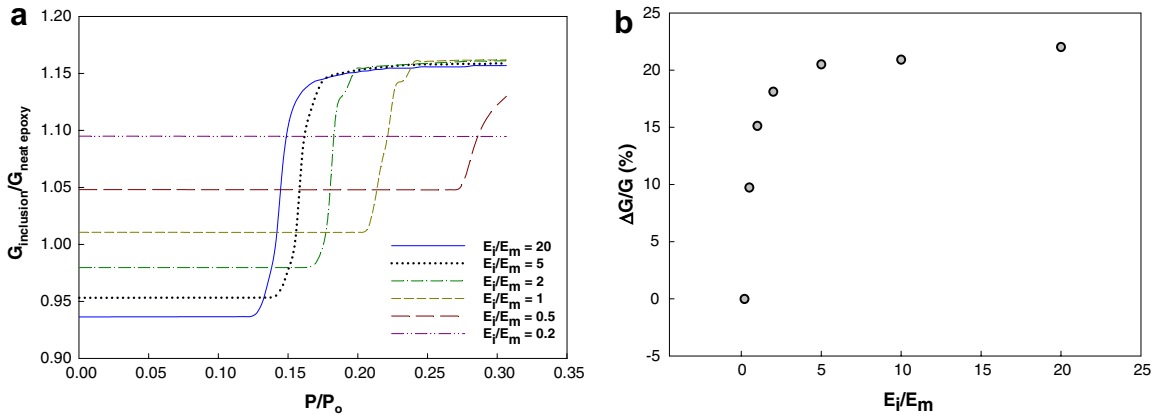 a
1.20
1.15
1.10
1.05
1.00
0.95
0.90
G inclusion/G neat epoxy
0.00 0.05 0.10 0.15 0.20 0.25 0.30 0.35
P/Po
Ei/Em = 20
Ei/Em = 5
Ei/Em = 2
Ei/Em = 1
Ei/Em = 0.5
Ei/Em = 0.2
b
25
20
15
10
5
0
-5
ΔG/G (%)
0 5 10 15 20 25
Ei/Em